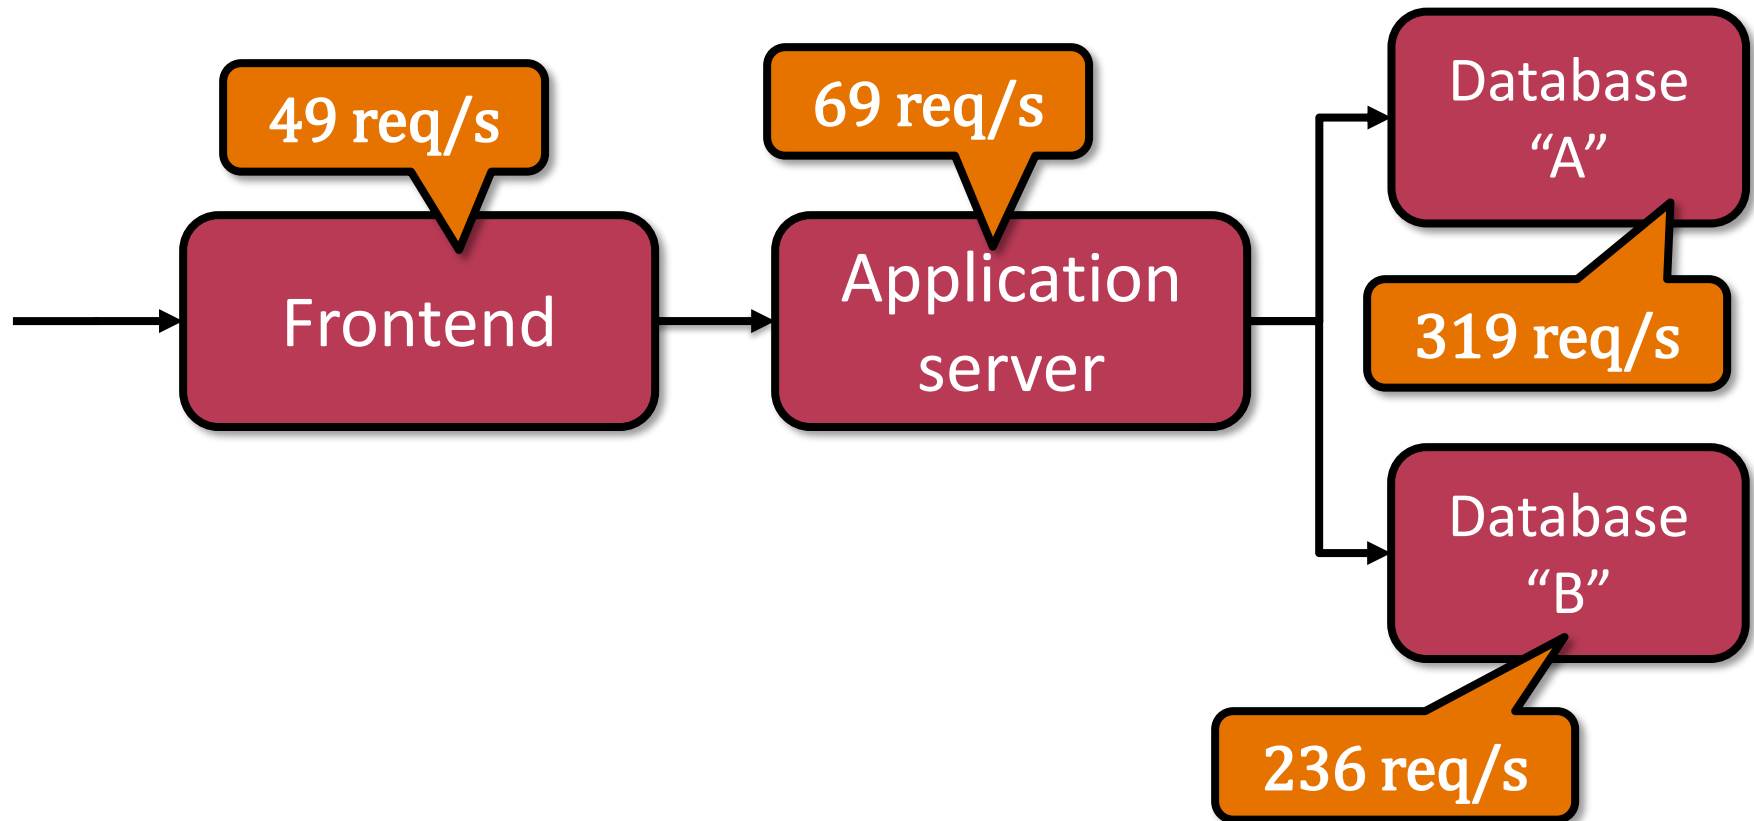 49 req/s
Frontend
69 req/s
Application
server
Database
“A”
319 req/s
Database
“B”
236 req/s